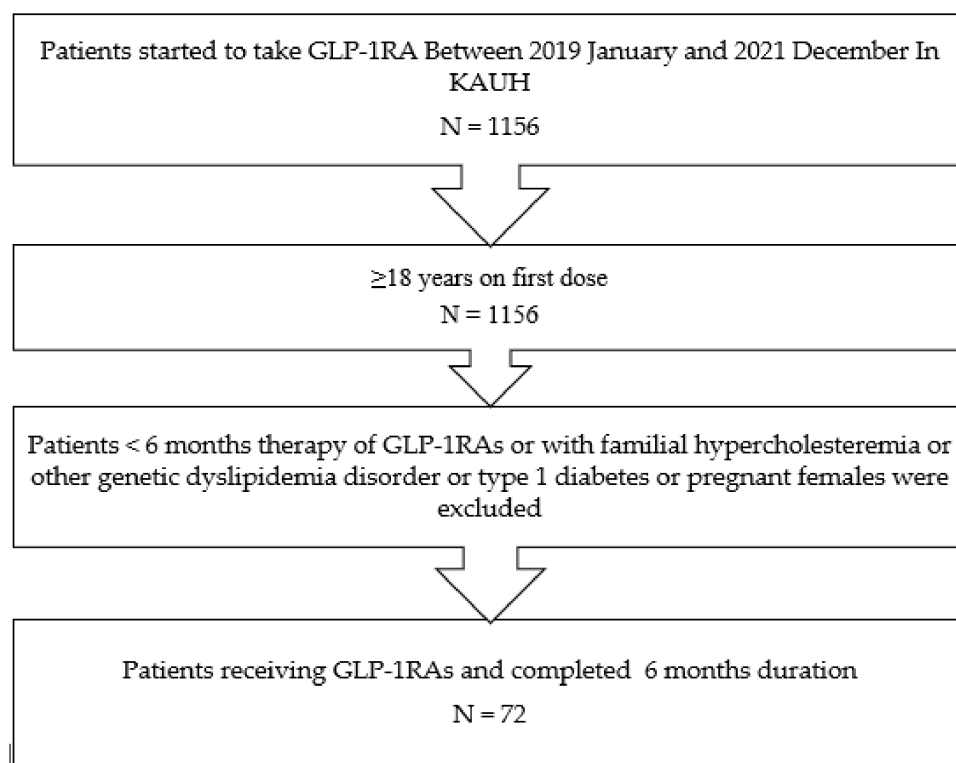 Patients started to take GLP-1RA Between 2019 January and 2021 December In
KAUH
N = 1156
≥18 years on first dose
N = 1156
Patients < 6 months therapy of GLP-1RAs or with familial hypercholesteremia or
other genetic dyslipidemia disorder or type 1 diabetes or pregnant females were
excluded
Patients receiving GLP-1RAs and completed 6 months duration
N = 72